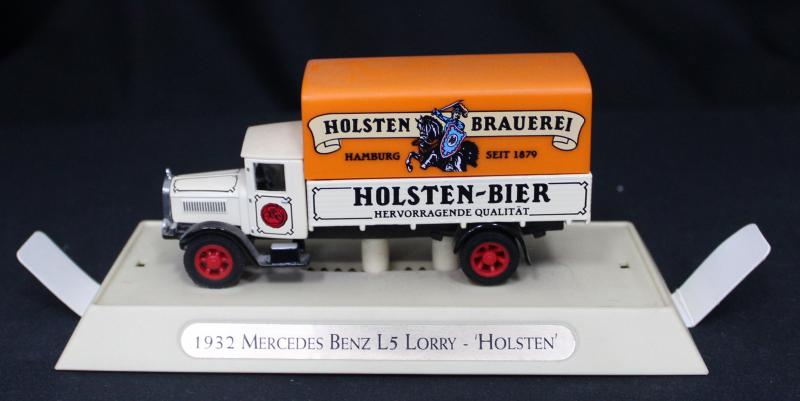 HOLSTEN BRAUEREI
HAMBURG SEIT 1879
HOLSTEN-BIER
HERVORRAGENDE QUALITÄT
1932 MERCEDES BENZ L5 LORRY - 'HOLSTEN'